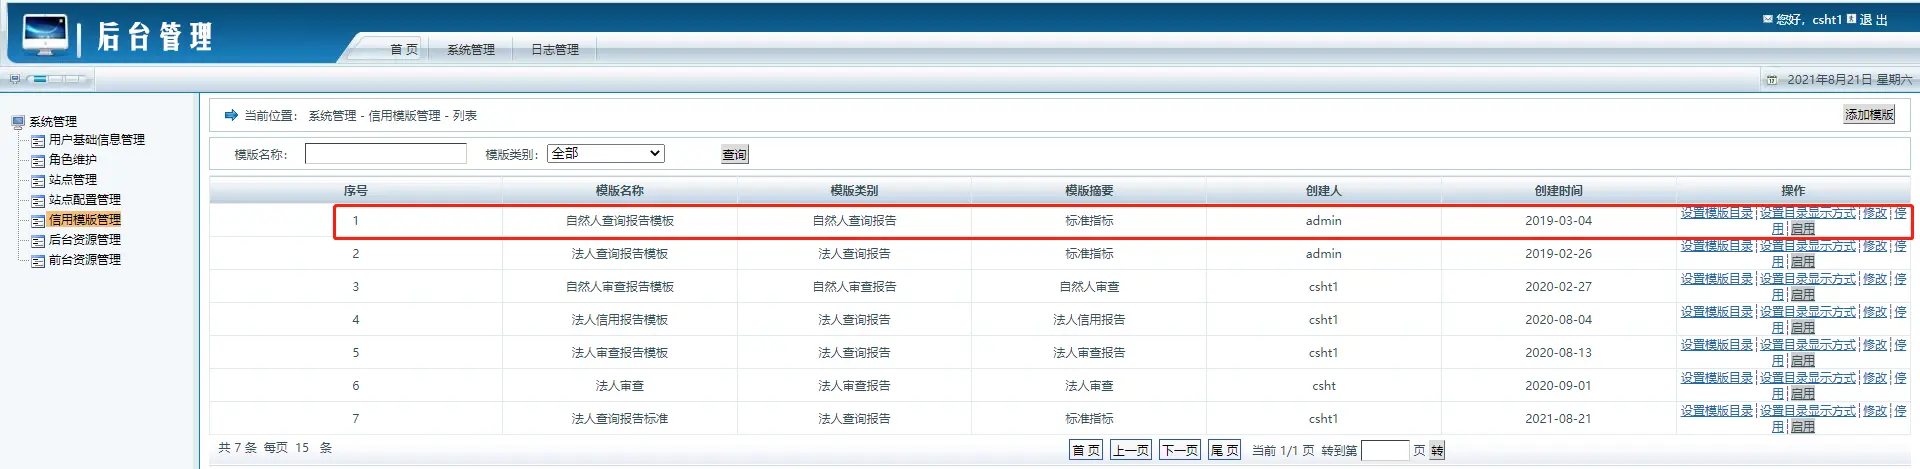 后台管理
首 页 系统管理 日志管理
您好, csht1 退 出
2021年8月21日 星期六
系统管理
用户基础信息管理
角色维护
站点管理
站点配置管理
信用模版管理
后台资源管理
前台资源管理
当前位置： 系统管理 - 信用模版管理 - 列表
添加模版
模版名称： 模版类别: 全部 查询
序号 模版名称 模版类别 模版摘要 创建人 创建时间 操作
1 自然人查询报告模板 自然人查询报告 标准指标 admin 2019-03-04 设置模版目录 设置目录显示方式 修改 停
用 启用
2 法人查询报告模板 法人查询报告 标准指标 admin 2019-02-26 设置模版目录 设置目录显示方式 修改 停
用 启用
3 自然人审查报告模板 自然人审查报告 自然人审查 csht1 2020-02-27 设置模版目录 设置目录显示方式 修改 停
用 启用
4 法人信用报告模板 法人查询报告 法人信用报告 csht1 2020-08-04 设置模版目录 设置目录显示方式 修改 停
用 启用
5 法人审查报告模板 法人查询报告 法人审查报告 csht1 2020-08-13 设置模版目录 设置目录显示方式 修改 停
用 启用
6 法人审查 法人审查报告 法人审查 csht 2020-09-01 设置模版目录 设置目录显示方式 修改 停
用 启用
7 法人查询报告标准 法人查询报告 标准指标 csht1 2021-08-21 设置模版目录 设置目录显示方式 修改 停
用 启用
共 7 条 每页 15 条 首 页 上一页 下一页 尾 页 当前 1/1 页 转到第 页 转